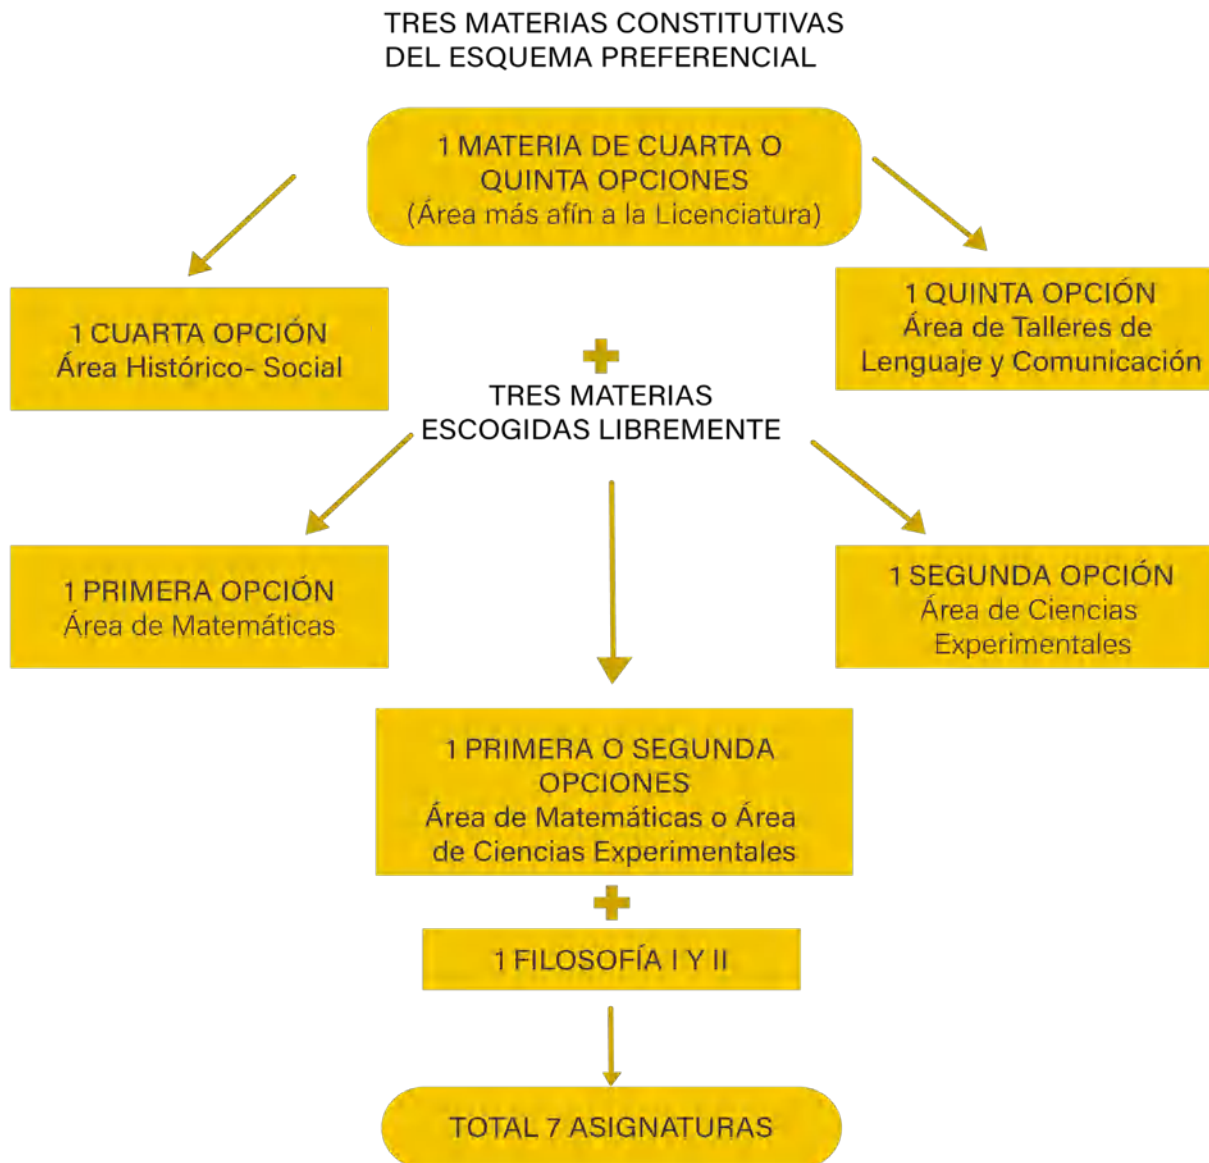 TRES MATERIAS CONSTITUTIVAS
DEL ESQUEMA PREFERENCIAL
1 MATERIA DE CUARTA O
QUINTA OPCIONES
(Área más afín a la Licenciatura)
1 CUARTA OPCIÓN
Área Histórico- Social
1 QUINTA OPCIÓN
Área de Talleres de
Lenguaje y Comunicación
TRES MATERIAS
ESCOGIDAS LIBREMENTE
1 PRIMERA OPCIÓN
Área de Matemáticas
1 SEGUNDA OPCIÓN
Área de Ciencias
Experimentales
1 PRIMERA O SEGUNDA
OPCIONES
Área de Matemáticas o Área
de Ciencias Experimentales
1 FILOSOFÍA I Y II
TOTAL 7 ASIGNATURAS